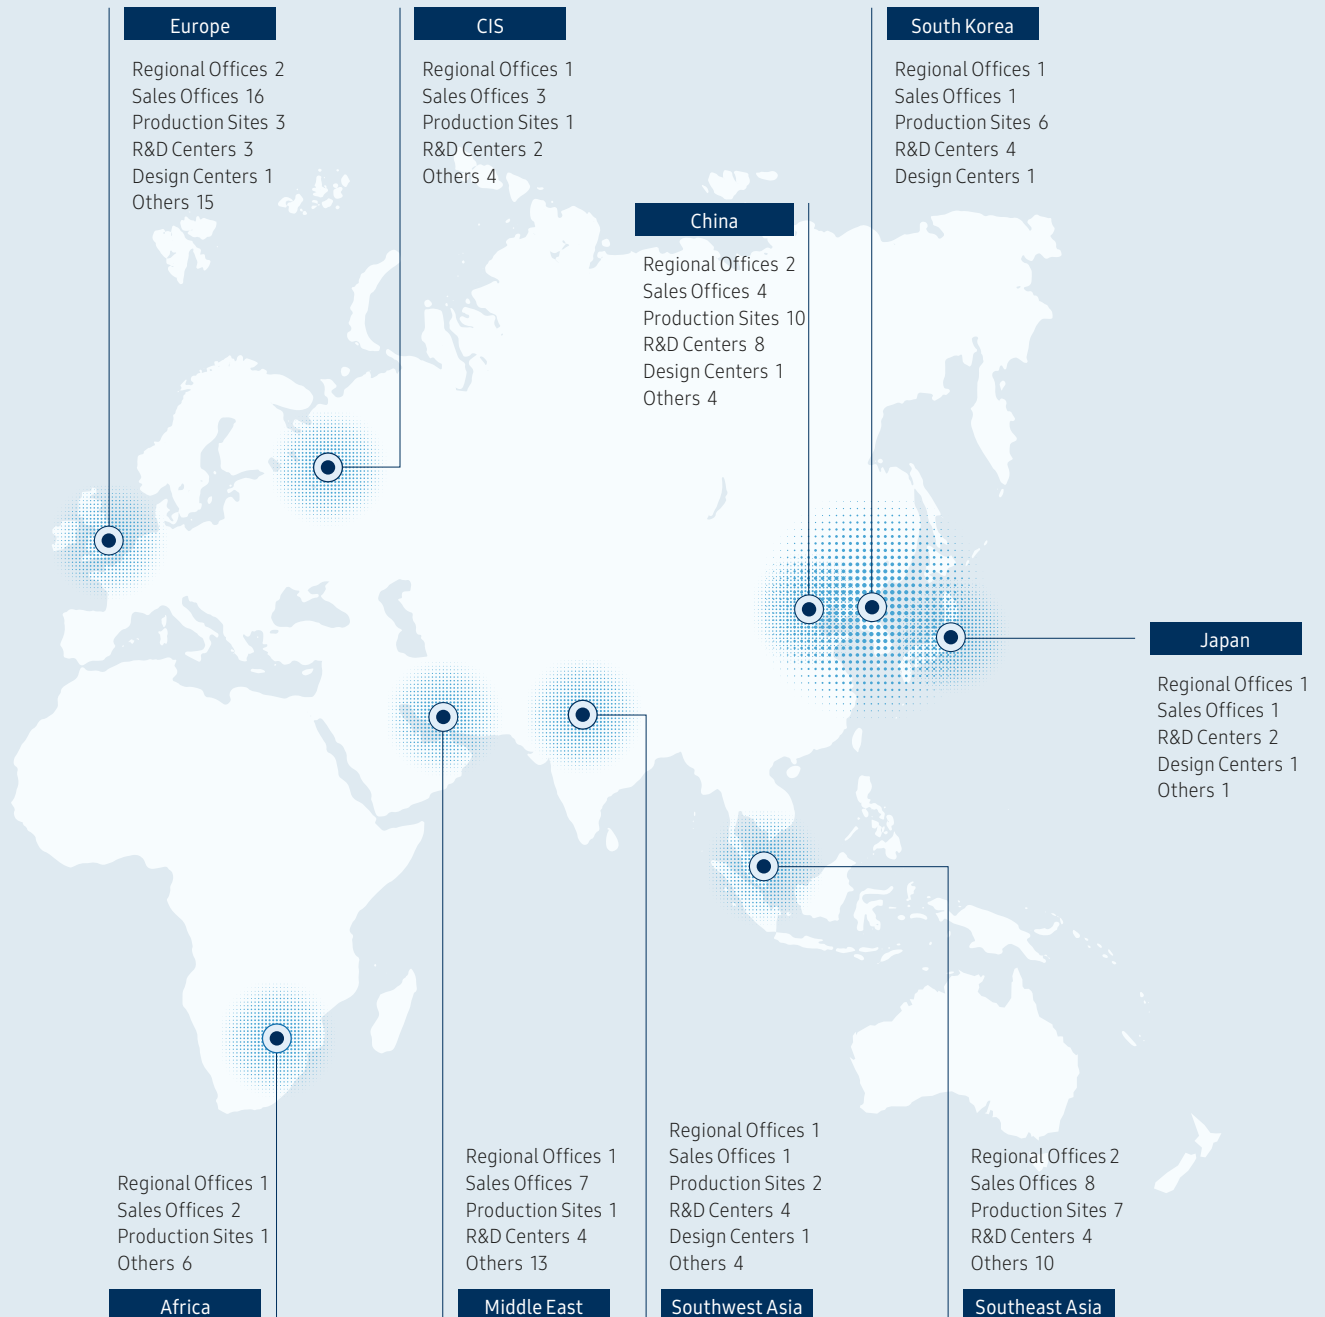 Europe
Regional Offices 2
Sales Offices 16
Production Sites 3
R&D Centers 3
Design Centers 1
Others 15
CIS
Regional Offices 1
Sales Offices 3
Production Sites 1
R&D Centers 2
Others 4
South Korea
Regional Offices 1
Sales Offices 1
Production Sites 6
R&D Centers 4
Design Centers 1
China
Regional Offices 2
Sales Offices 4
Production Sites 10
R&D Centers 8
Design Centers 1
Others 4
Japan
Regional Offices 1
Sales Offices 1
R&D Centers 2
Design Centers 1
Others 1
Regional Offices 1
Sales Offices 2
Production Sites 1
Others 6
Africa
Regional Offices 1
Sales Offices 7
Production Sites 1
R&D Centers 4
Others 13
Middle East
Regional Offices 1
Sales Offices 1
Production Sites 2
R&D Centers 4
Design Centers 1
Others 4
Southwest Asia
Regional Offices 2
Sales Offices 8
Production Sites 7
R&D Centers 4
Others 10
Southeast Asia